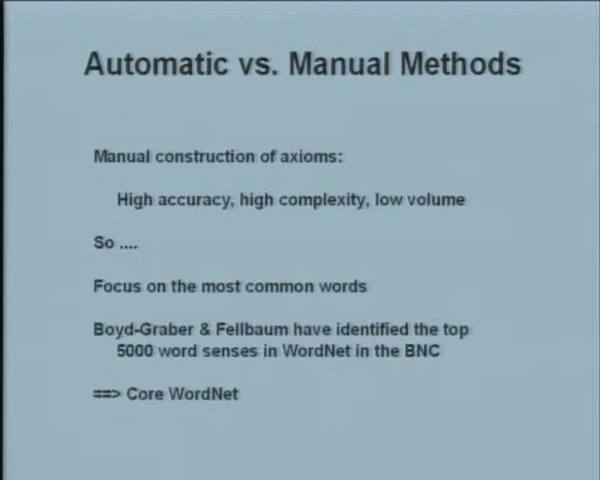 Automatic vs. Manual Methods
Manual construction of axioms:
High accuracy, high complexity, low volume
So ....
Focus on the most common words
Boyd-Graber & Fellbaum have identified the top
5000 word senses in WordNet in the BNC
==> Core WordNet